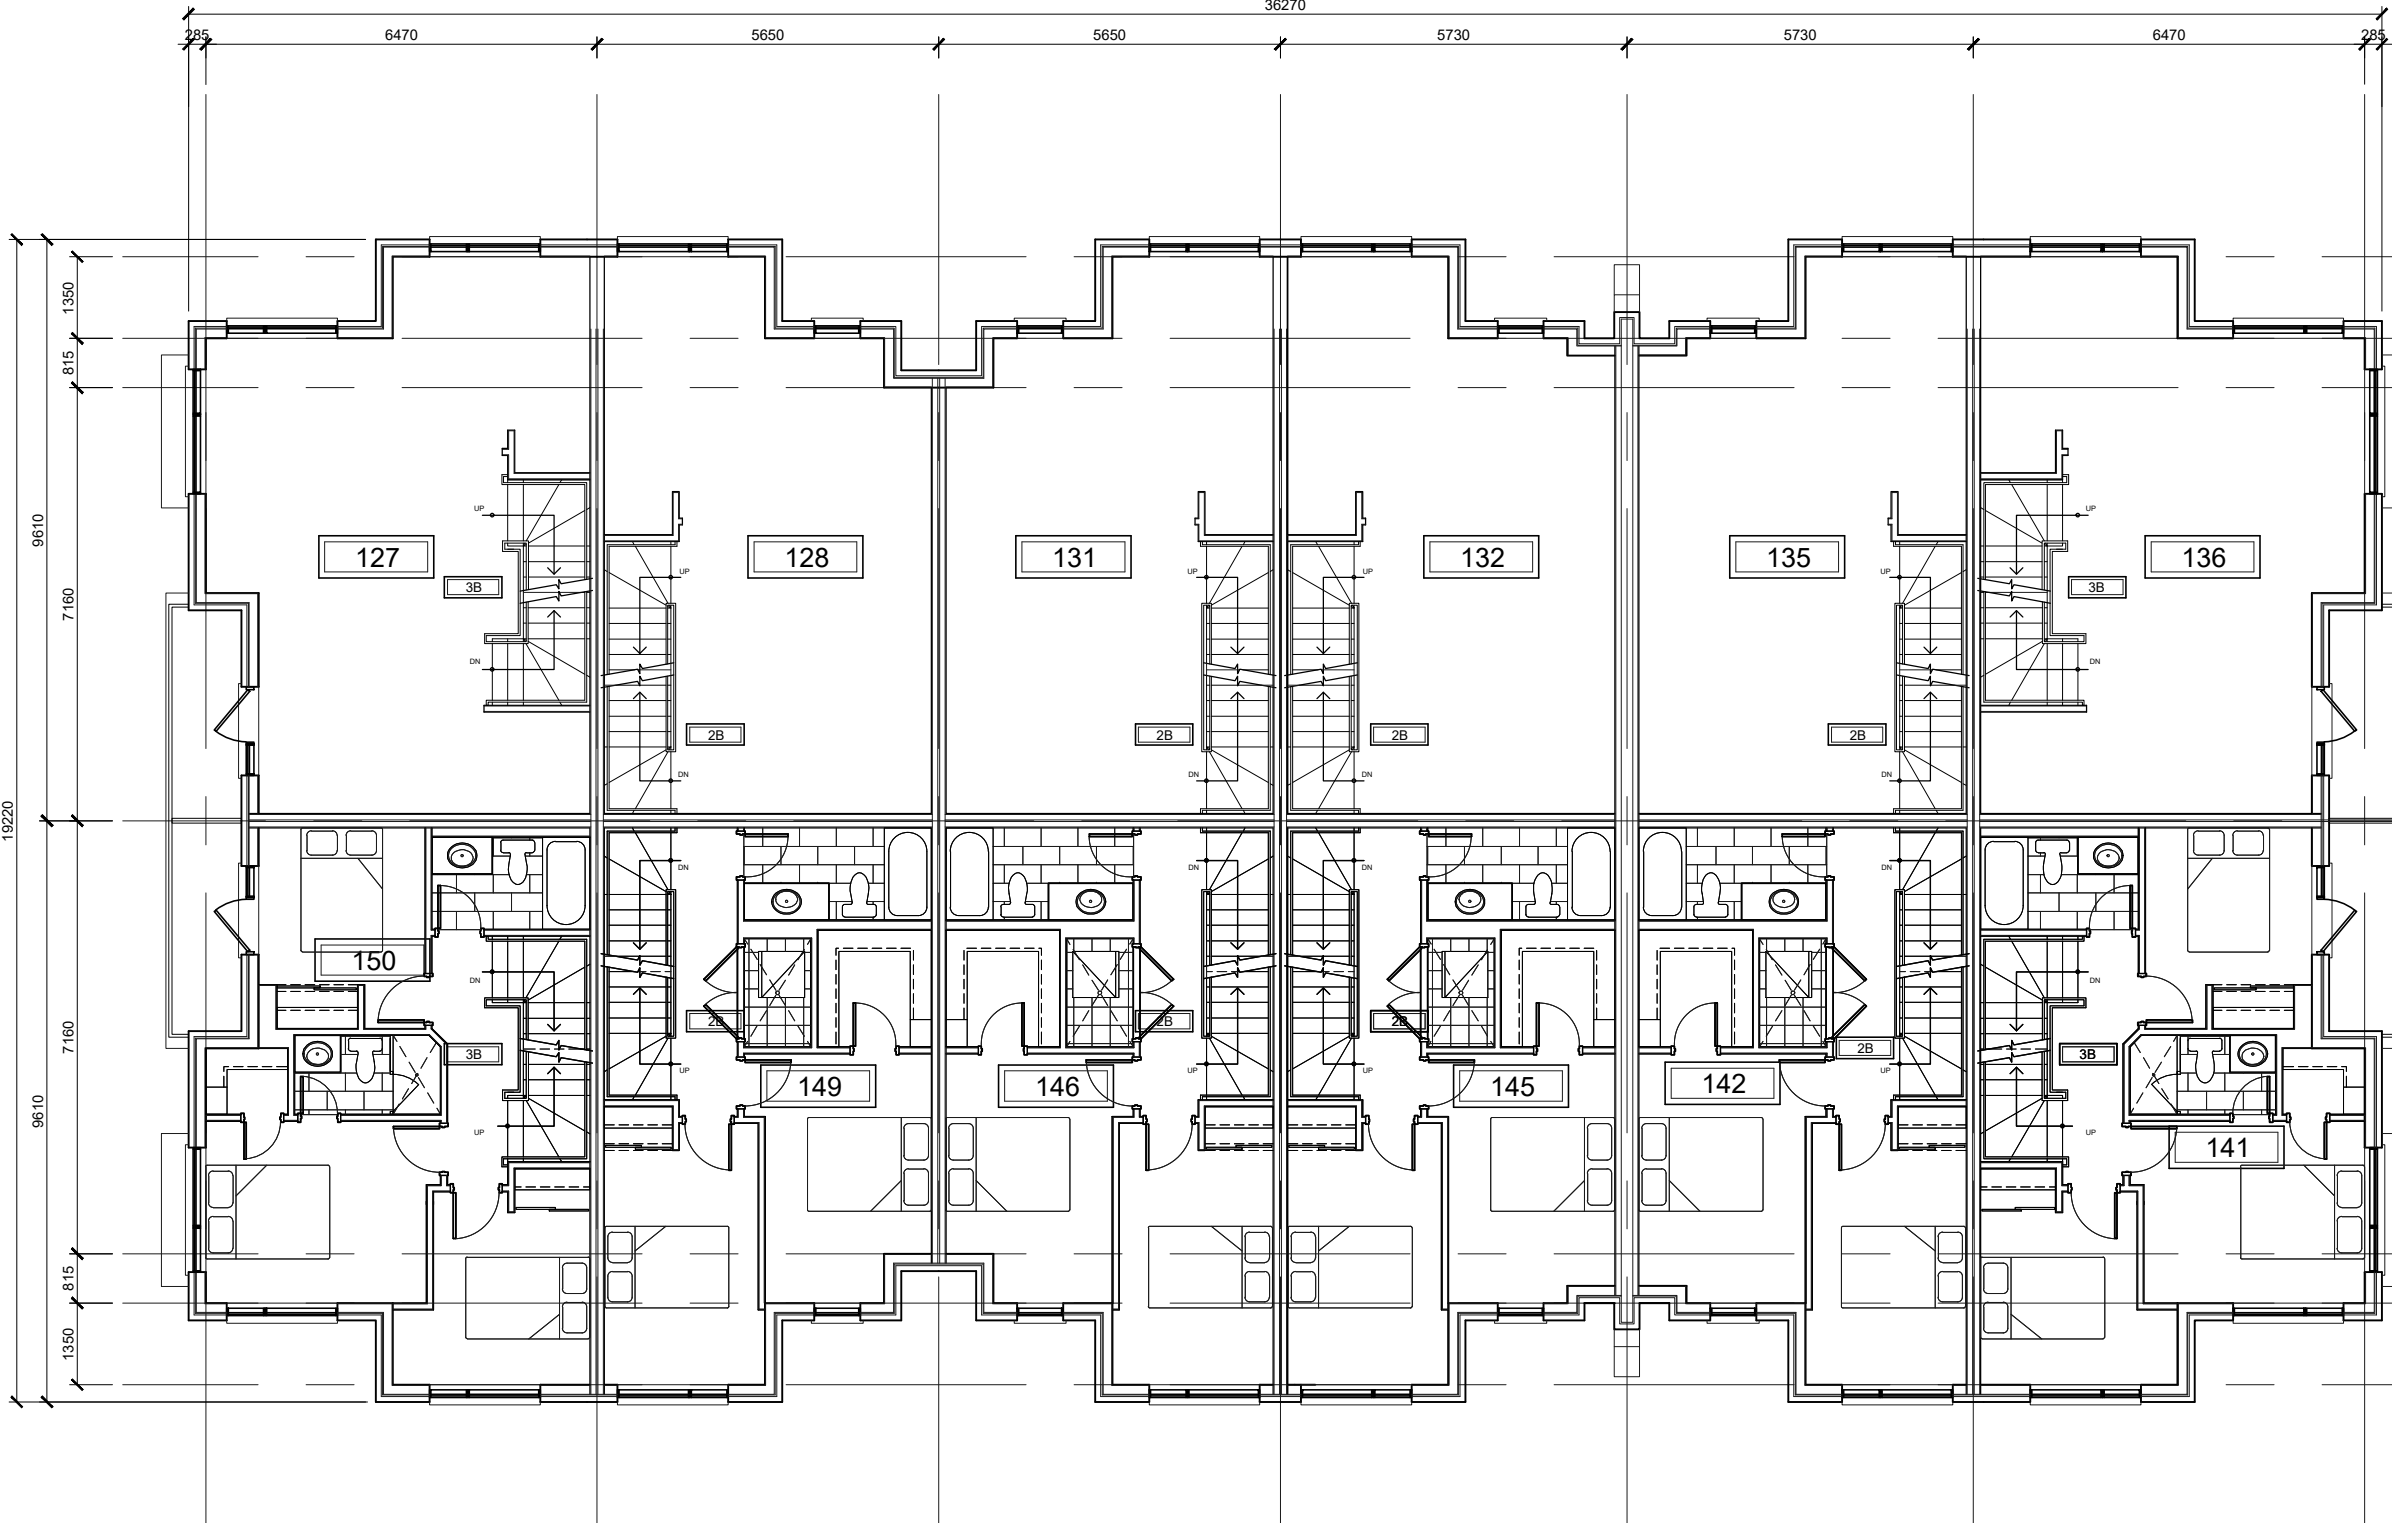 36270
285 6470 5650 5650 5730 5730 6470 285
1350
815
9610
7160
19220
7160
9610
815
1350
UP UP
127 128 131 132 135 136
UP UP UP UP
3B 3B
DN DN
2B 2B 2B 2B
DN DN DN DN
DN DN DN DN
150
DN DN
2B 2B 2B 2B
3B 3B
UP UP UP UP
149 146 145 142
UP UP
141